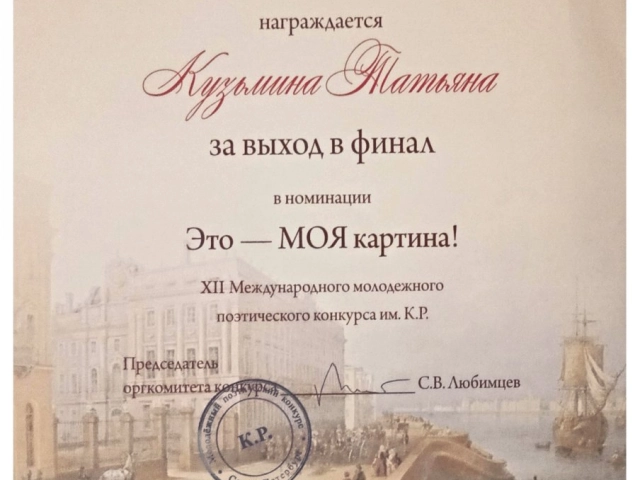 награждается
Кузьмина Татьяна
за выход в финал
в номинации
Это — МОЯ картина!
XII Международного молодежного
поэтического конкурса им. К.Р.
Председатель
оргкомитета конкурса
С.В. Любимцев
К.Р.